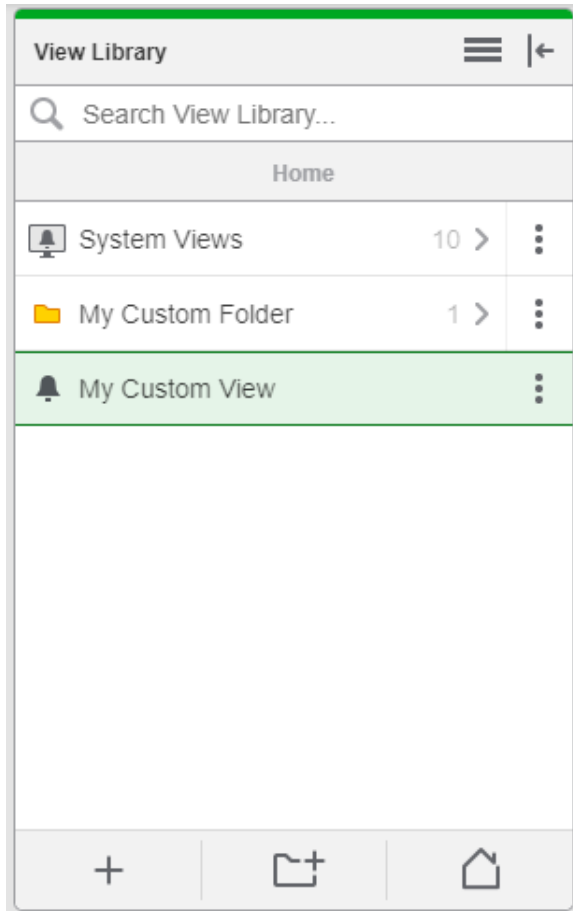 View Library
Search View Library...
Home
System Views 10
My Custom Folder 1
My Custom View